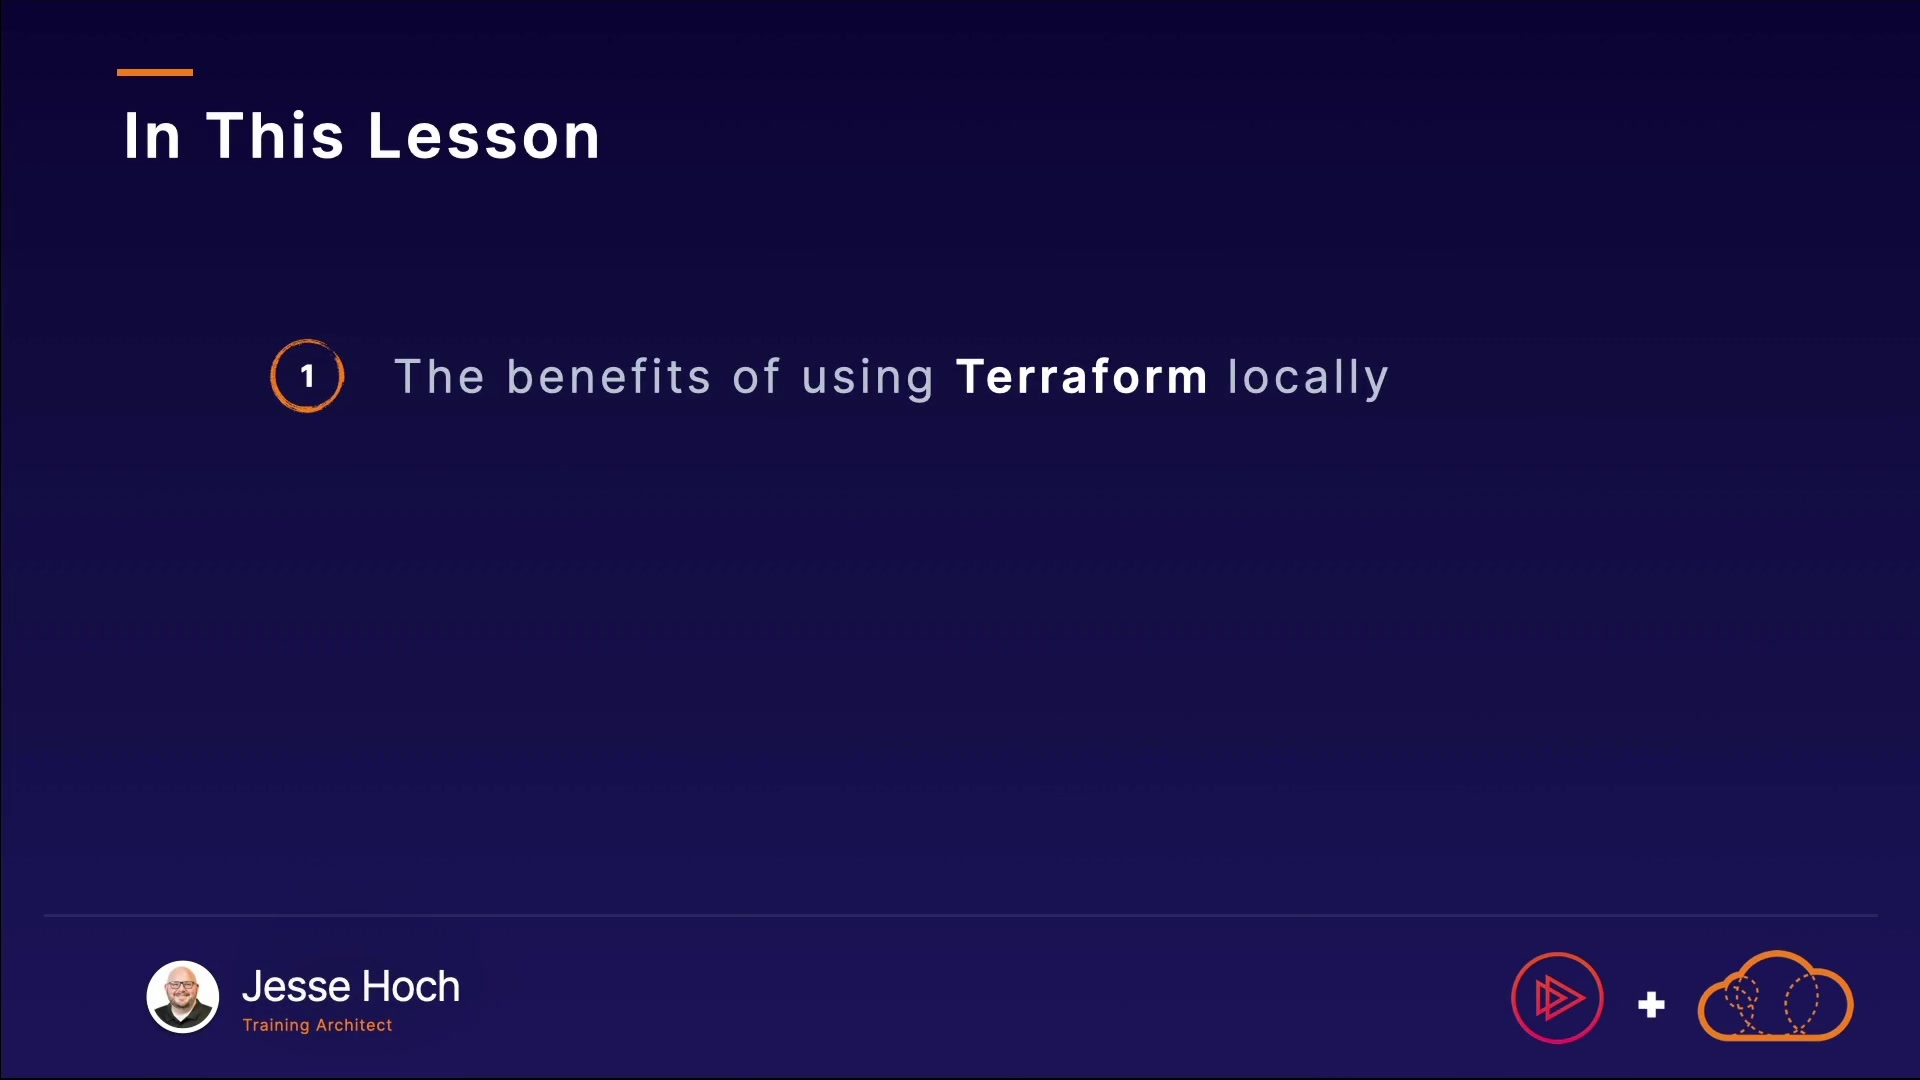 In This Lesson
1 The benefits of using Terraform locally
Jesse Hoch
Training Architect